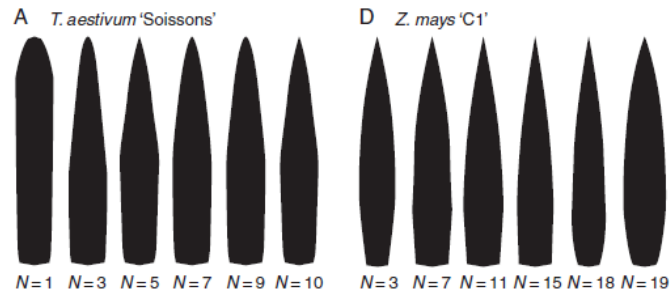 A T. aestivum ‘Soissons’
D Z. mays ‘C1’
N = 1 N = 3 N = 5 N = 7 N = 9 N = 10
N = 3 N = 7 N = 11 N = 15 N = 18 N = 19